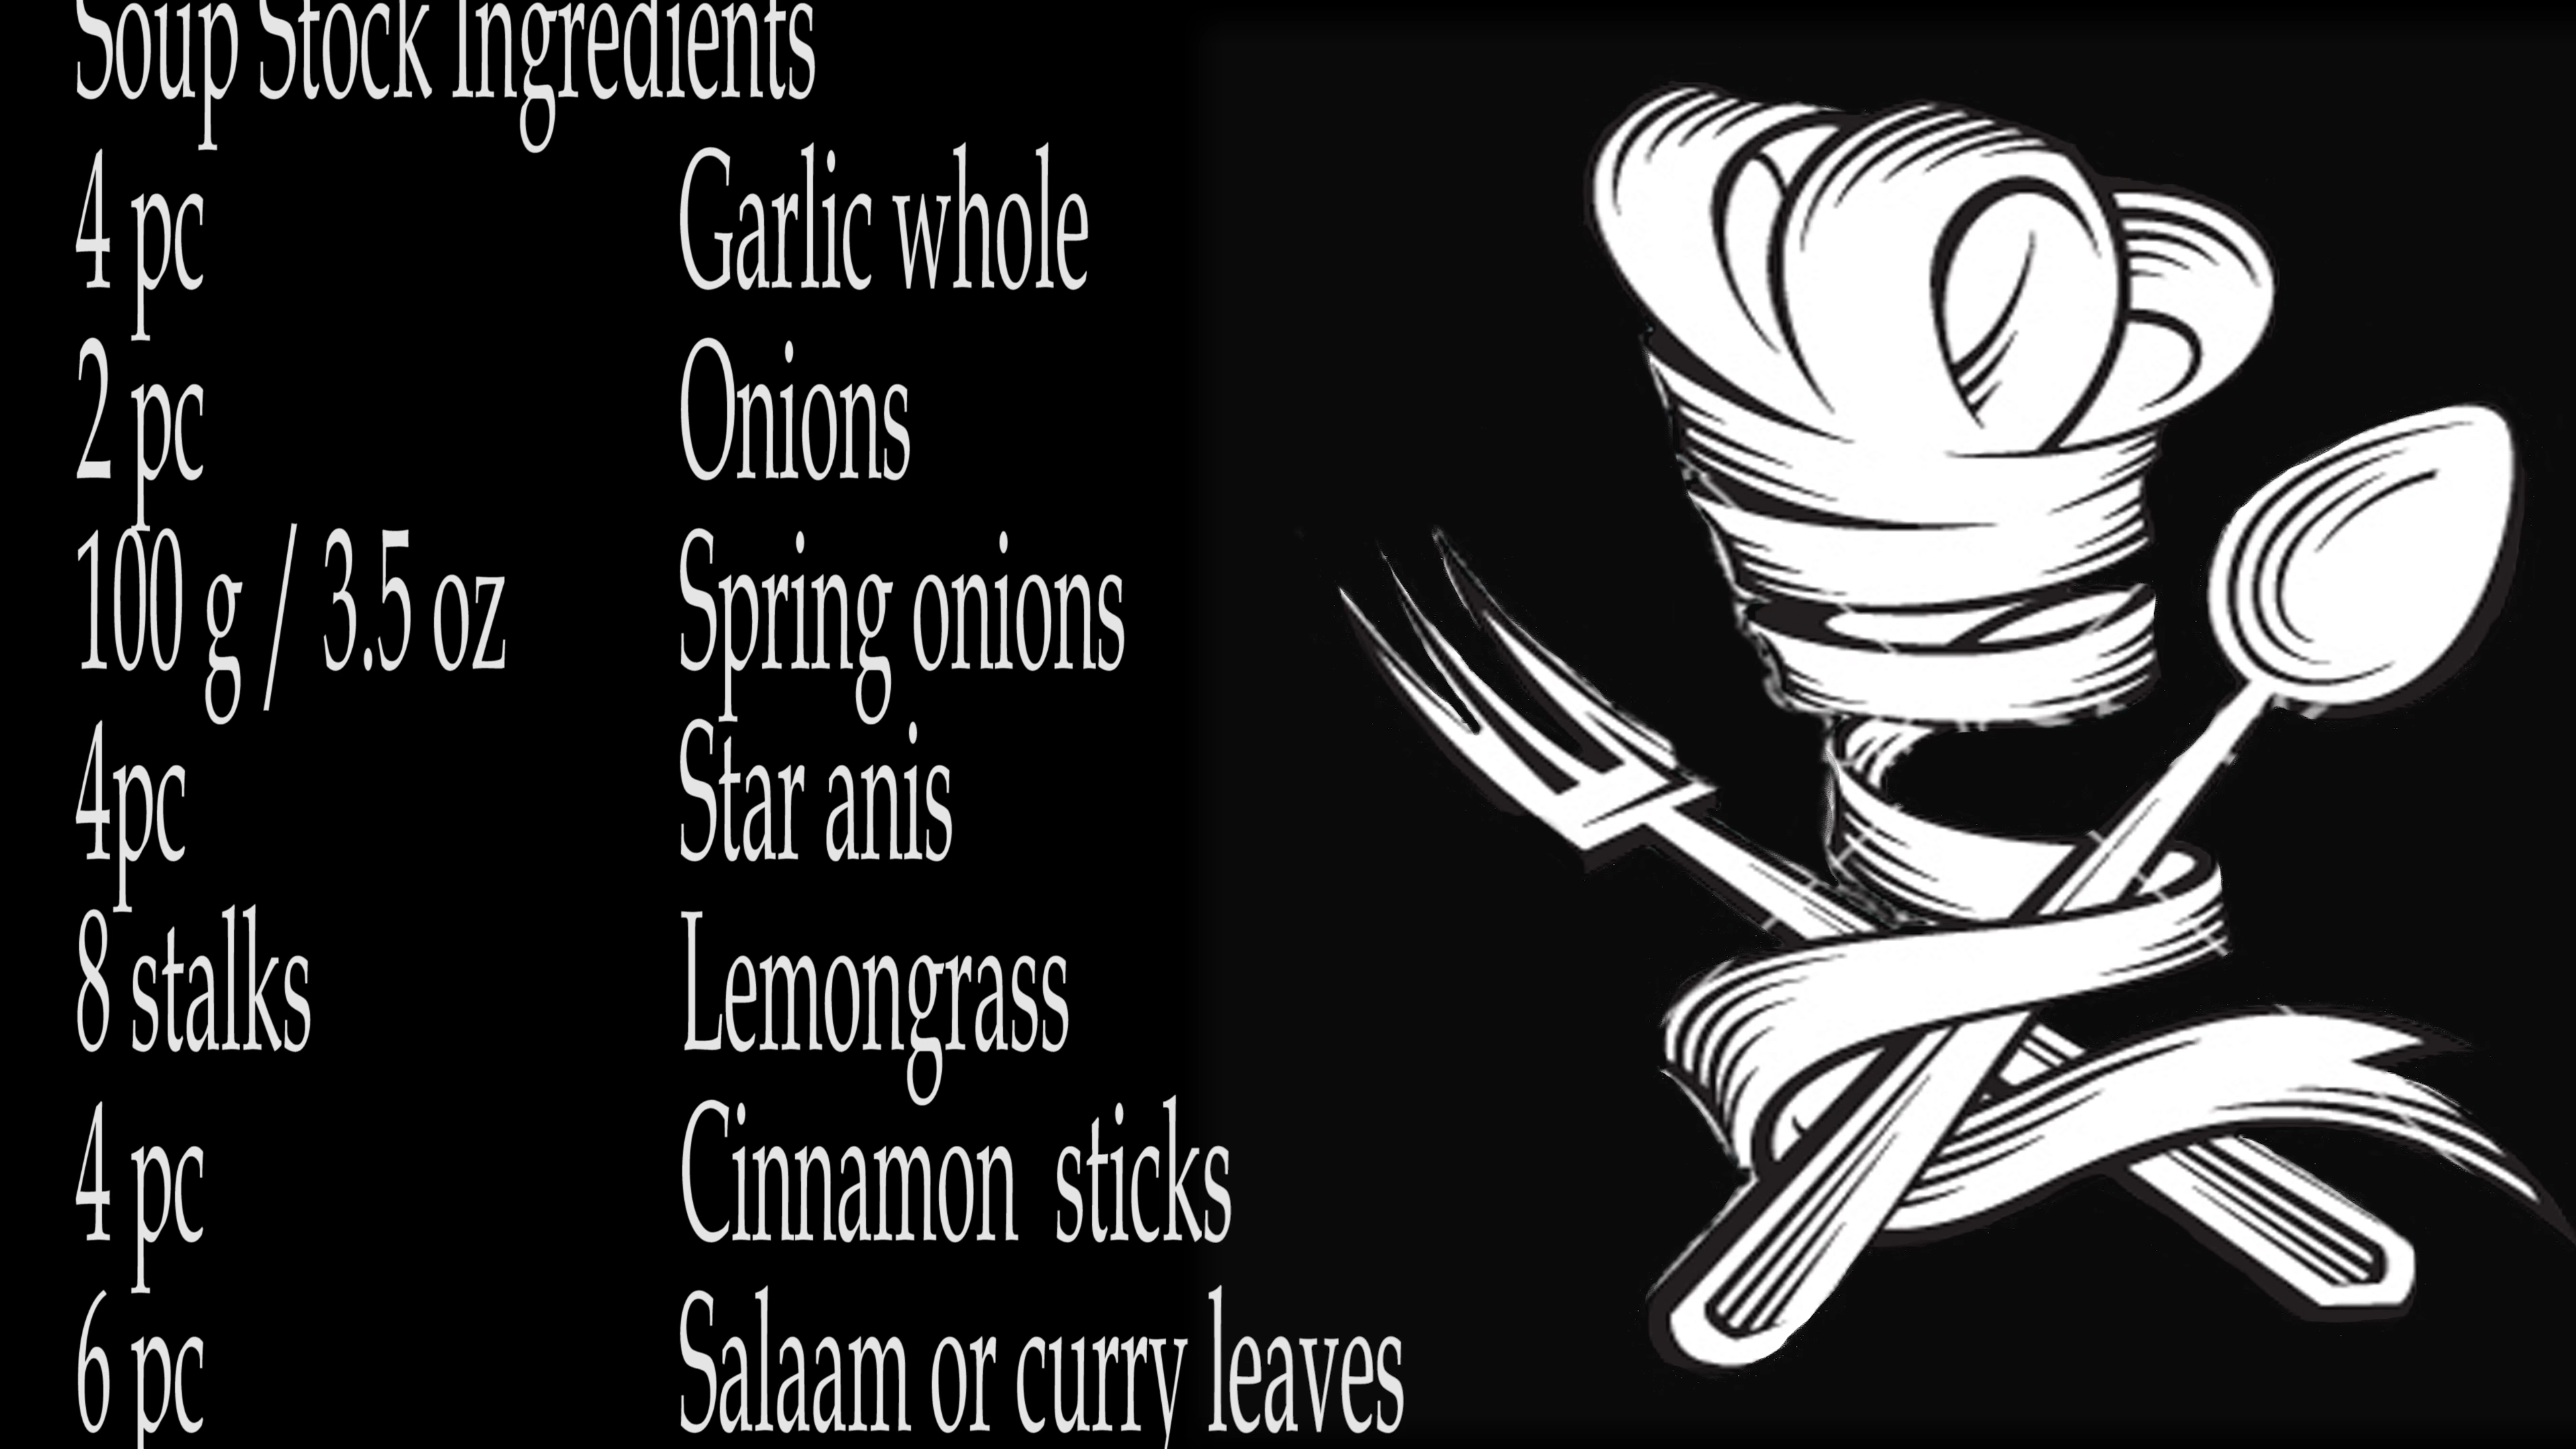 Soup Stock Ingredients
4 pc Garlic whole
2 pc Onions
100 g / 3.5 oz Spring onions
4pc Star anis
8 stalks Lemongrass
4 pc Cinnamon sticks
6 pc Salaam or curry leaves